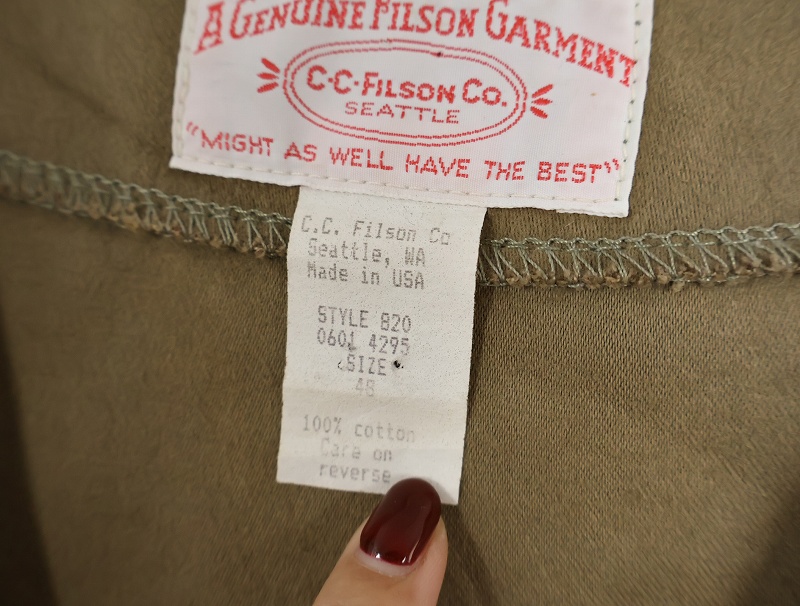 A GENUINE FILSON GARMENT
C·C·FILSON CO.
SEATTLE
"MIGHT AS WELL HAVE THE BEST"
C.C. Filson Co
Seattle, WA
Made in USA
STYLE 820
0601 4295
SIZE
48
100% cotton
Care on
reverse